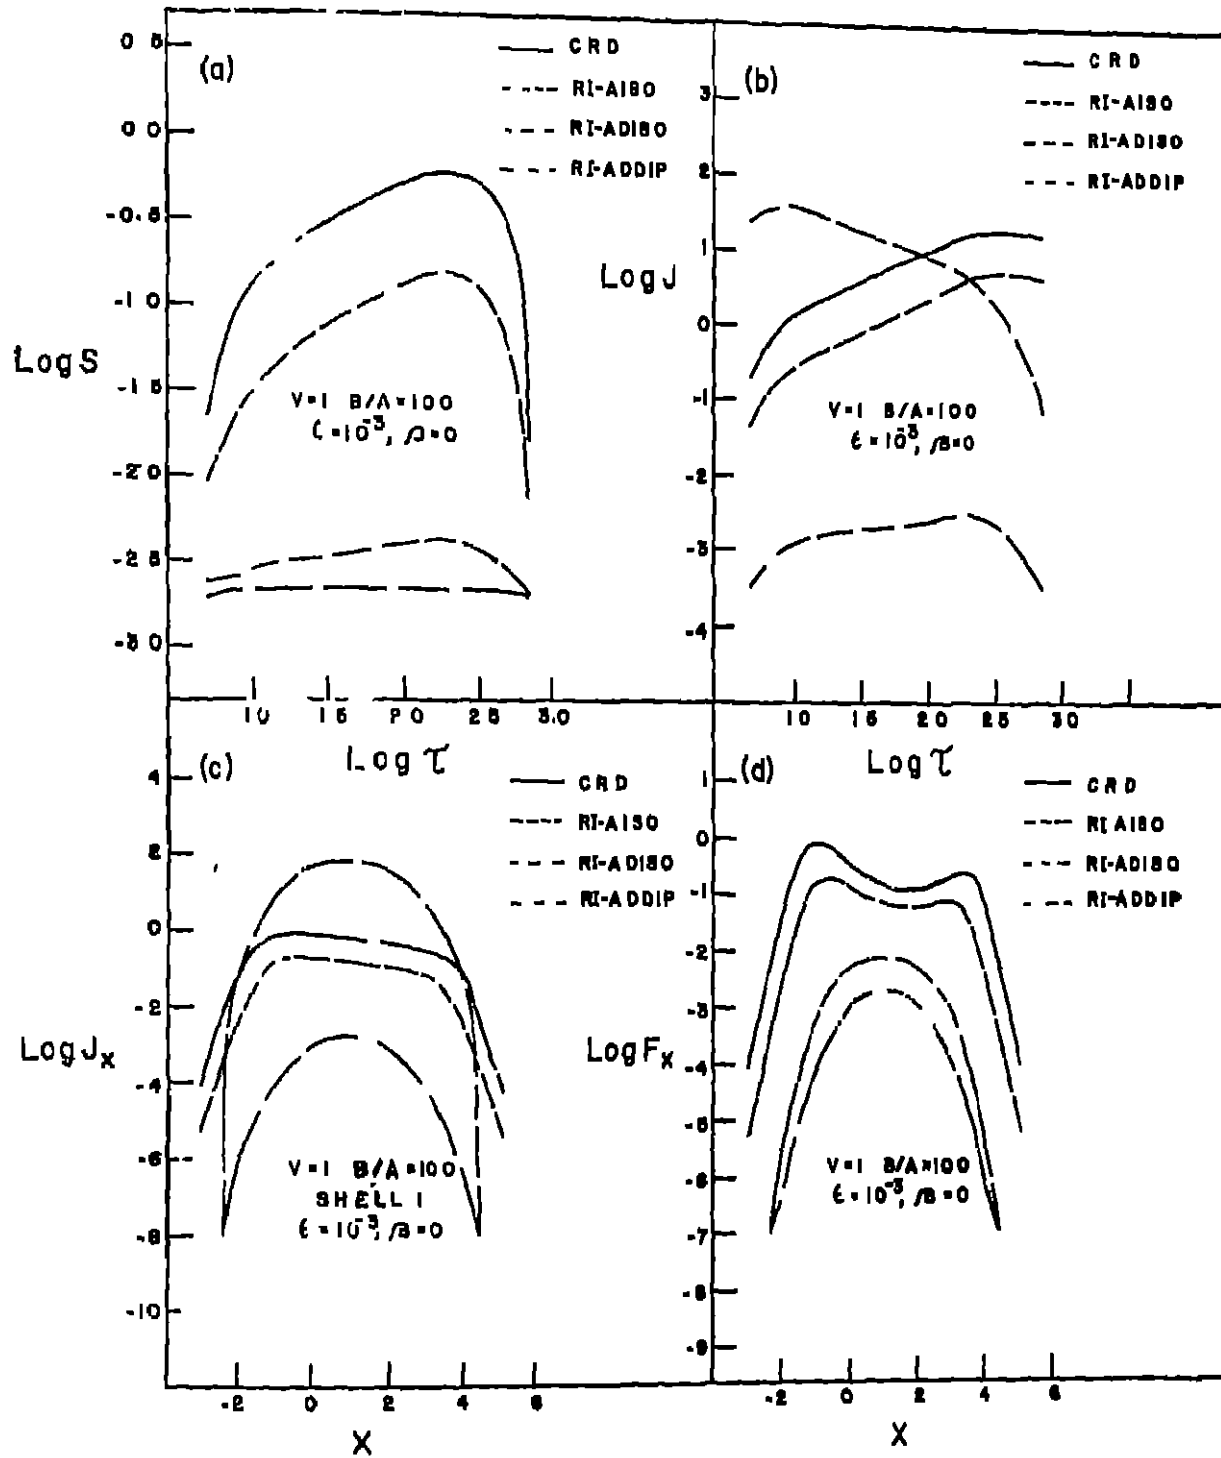 (a)
CRD
RI-AISO
RI-ADISO
RI-ADDIP
0 5
0 0
-0.5
-1 0
-1 5
-2 0
-2 5
-3 0
Log S
V=1 B/A=100
ϵ=10⁻³, β=0
1 0
1 5
2 0
2 5
3.0
Log τ
(b)
CRD
RI-AISO
RI-ADISO
RI-ADDIP
3
2
1
0
-1
-2
-3
-4
Log J
V=1 B/A=100
ϵ=10⁻³, β=0
1 0
1 5
2 0
2 5
3 0
Log τ
(c)
CRD
RI-AISO
RI-ADISO
RI-ADDIP
4
2
0
-2
-4
-6
-8
-10
Log Jx
V=1 B/A=100
SHELL 1
ϵ=10⁻³, β=0
-2
0
2
4
6
X
(d)
CRD
RI AISO
RI-ADISO
RI-ADDIP
1
0
-1
-2
-3
-4
-5
-6
-7
-8
-9
Log Fx
V=1 B/A=100
ϵ=10⁻³, β=0
-2
0
2
4
6
X